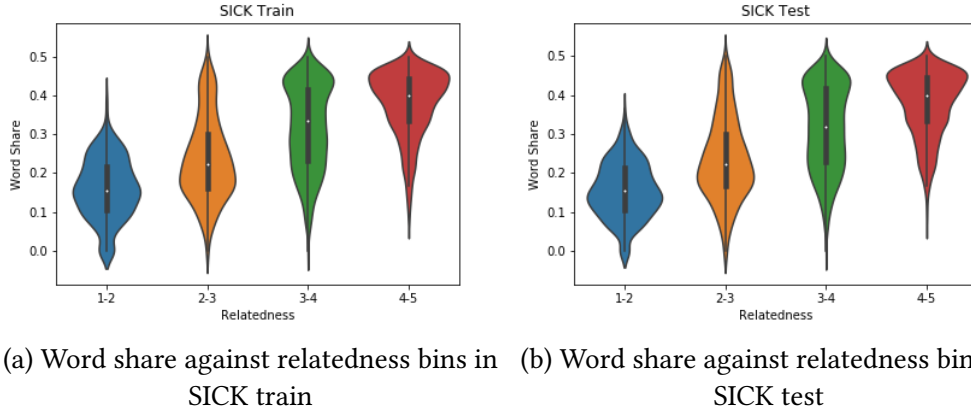 SICK Train
Word Share
0.5
0.4
0.3
0.2
0.1
0.0
1-2 2-3 3-4 4-5
Relatedness
(a) Word share against relatedness bins in
SICK train
SICK Test
Word Share
0.5
0.4
0.3
0.2
0.1
0.0
1-2 2-3 3-4 4-5
Relatedness
(b) Word share against relatedness bin
SICK test